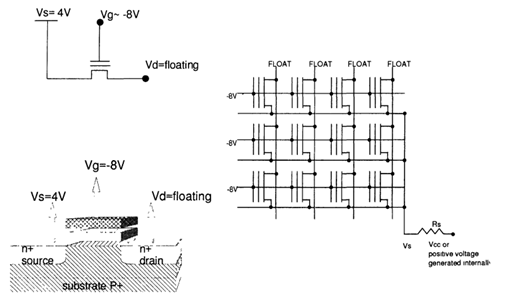 Vs= 4V
Vg~ -8V
Vd=floating
FLOAT FLOAT FLOAT FLOAT
-8V
-8V
-8V
Vg=-8V
Vs=4V
Vd=floating
n+
source
n+
drain
substrate P+
Rs
Vs
Vcc or
positive voltage
generated internall